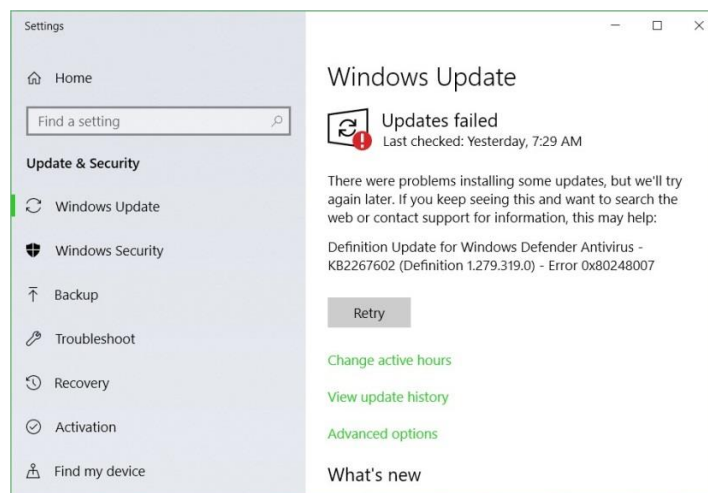 Settings
Home
Find a setting
Update & Security
Windows Update
Windows Security
Backup
Troubleshoot
Recovery
Activation
Find my device
Windows Update
Updates failed
Last checked: Yesterday, 7:29 AM
There were problems installing some updates, but we'll try
again later. If you keep seeing this and want to search the
web or contact support for information, this may help:
Definition Update for Windows Defender Antivirus -
KB2267602 (Definition 1.279.319.0) - Error 0x80248007
Retry
Change active hours
View update history
Advanced options
What's new